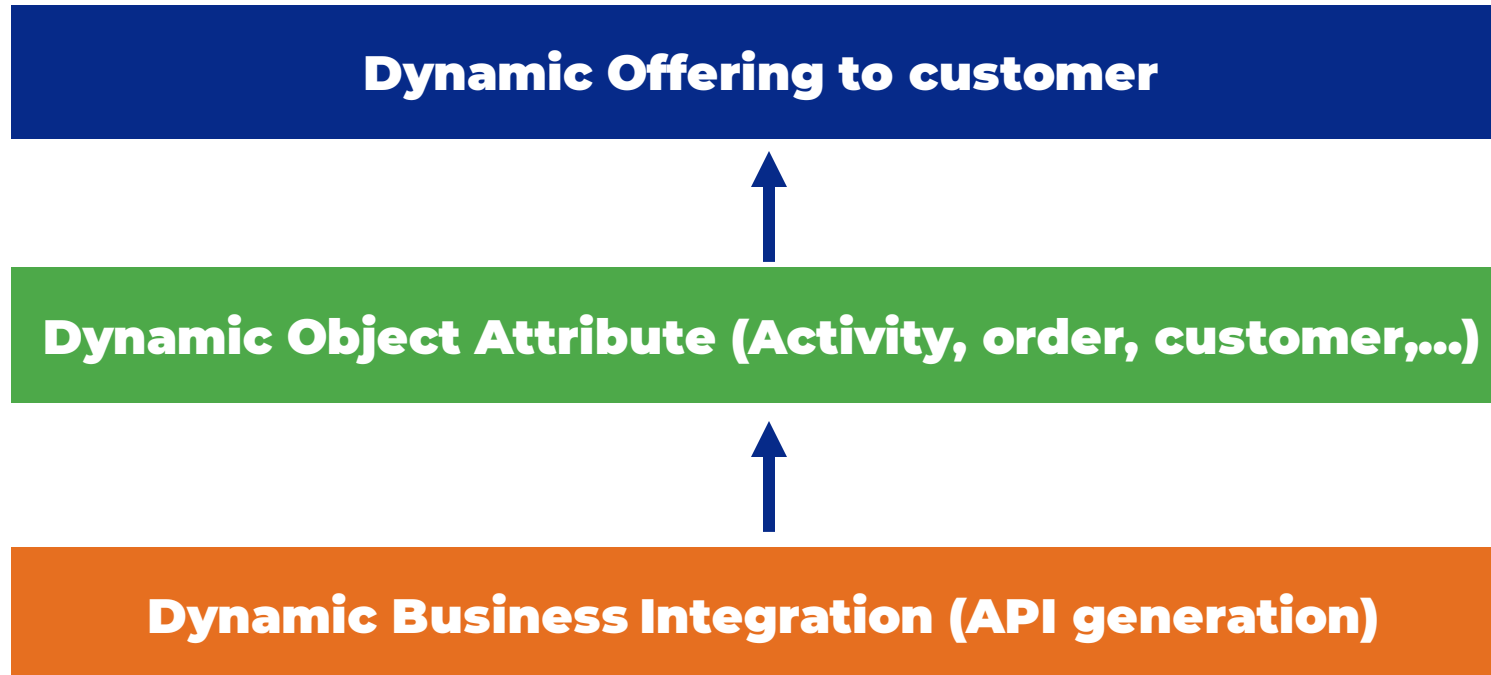 Dynamic Offering to customer
Dynamic Object Attribute (Activity, order, customer,...)
Dynamic Business Integration (API generation)